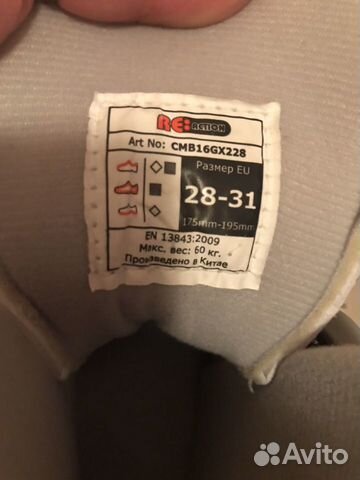 RE:ACTION
Art No: CMB16GX228
Размер EU
28-31
175mm-195mm
EN 13843:2009
Макс. вес: 60 кг.
Произведено в Китае
Avito